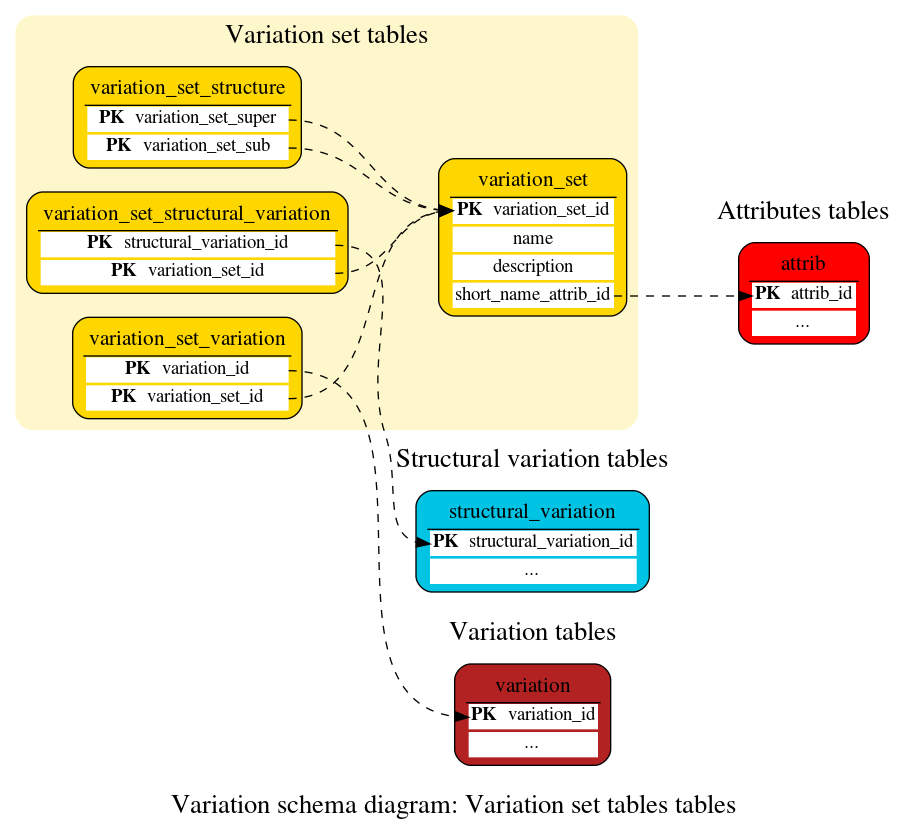 Variation set tables
variation_set_structure
PK variation_set_super
PK variation_set_sub
variation_set_structural_variation
PK structural_variation_id
PK variation_set_id
variation_set_variation
PK variation_id
PK variation_set_id
variation_set
PK variation_set_id
name
description
short_name_attrib_id
Attributes tables
attrib
PK attrib_id
...
Structural variation tables
structural_variation
PK structural_variation_id
...
Variation tables
variation
PK variation_id
...
Variation schema diagram: Variation set tables tables